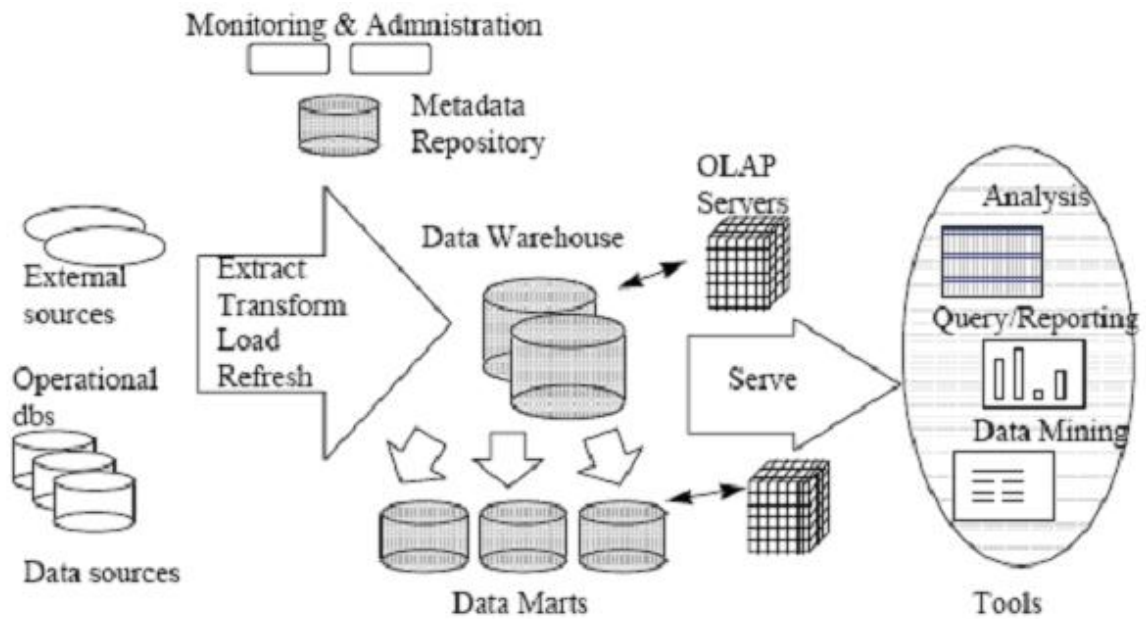 Monitoring & Admnistration
Metadata
Repository
OLAP
Servers
Analysis
Data Warehouse
External
sources
Extract
Transform
Load
Refresh
Query/Reporting
Serve
Operational
dbs
Data Mining
Data sources
Data Marts
Tools